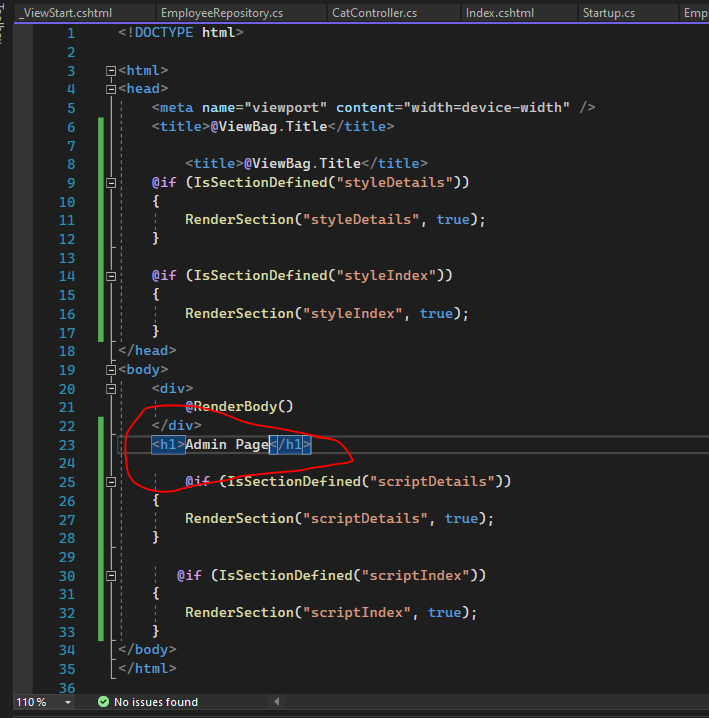 _ViewStart.cshtml EmployeeRepository.cs CatController.cs Index.cshtml Startup.cs Emp
1 <!DOCTYPE html>
2
3 <html>
4 <head>
5 <meta name="viewport" content="width=device-width" />
6 <title>@ViewBag.Title</title>
7
8 <title>@ViewBag.Title</title>
9 @if (IsSectionDefined("styleDetails"))
10 {
11 RenderSection("styleDetails", true);
12 }
13
14 @if (IsSectionDefined("styleIndex"))
15 {
16 RenderSection("styleIndex", true);
17 }
18 </head>
19 <body>
20 <div>
21 @RenderBody()
22 </div>
23 <h1>Admin Page</h1>
24
25 @if (IsSectionDefined("scriptDetails"))
26 {
27 RenderSection("scriptDetails", true);
28 }
29
30 @if (IsSectionDefined("scriptIndex"))
31 {
32 RenderSection("scriptIndex", true);
33 }
34 </body>
35 </html>
36
110 % No issues found